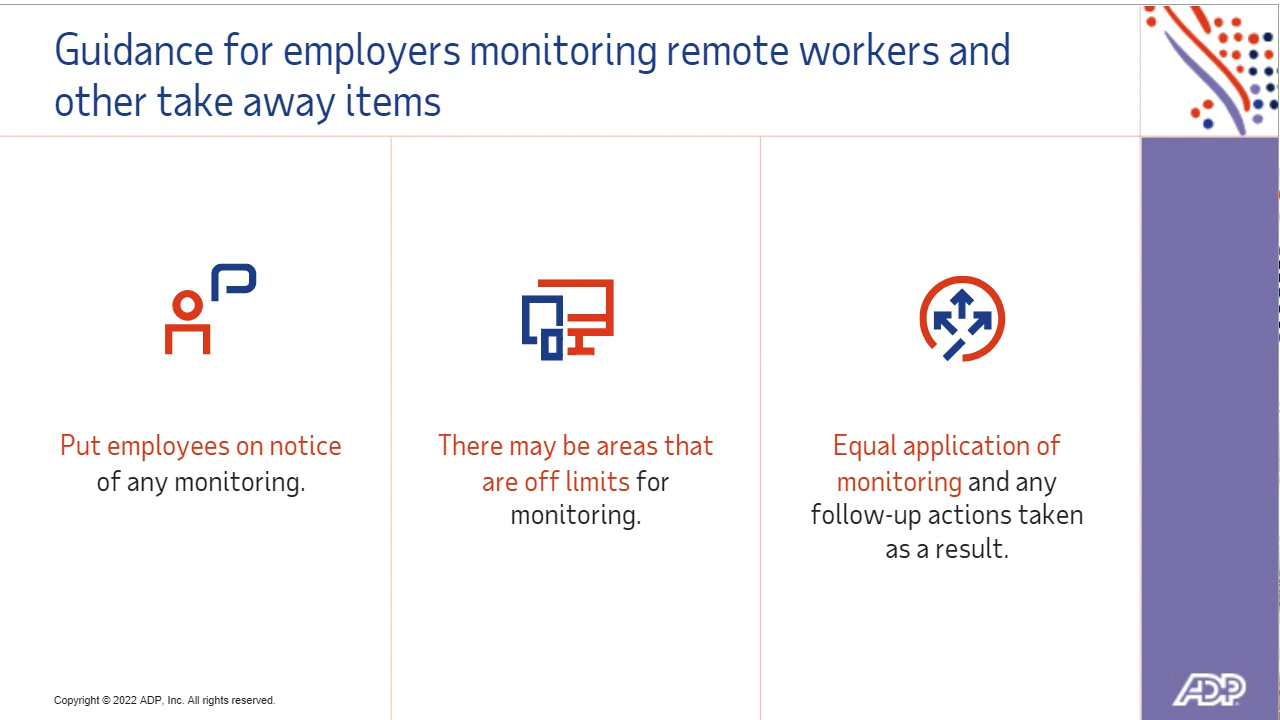 Guidance for employers monitoring remote workers and
other take away items
Put employees on notice
of any monitoring.
There may be areas that
are off limits for
monitoring.
Equal application of
monitoring and any
follow-up actions taken
as a result.
Copyright © 2022 ADP, Inc. All rights reserved.
ADP